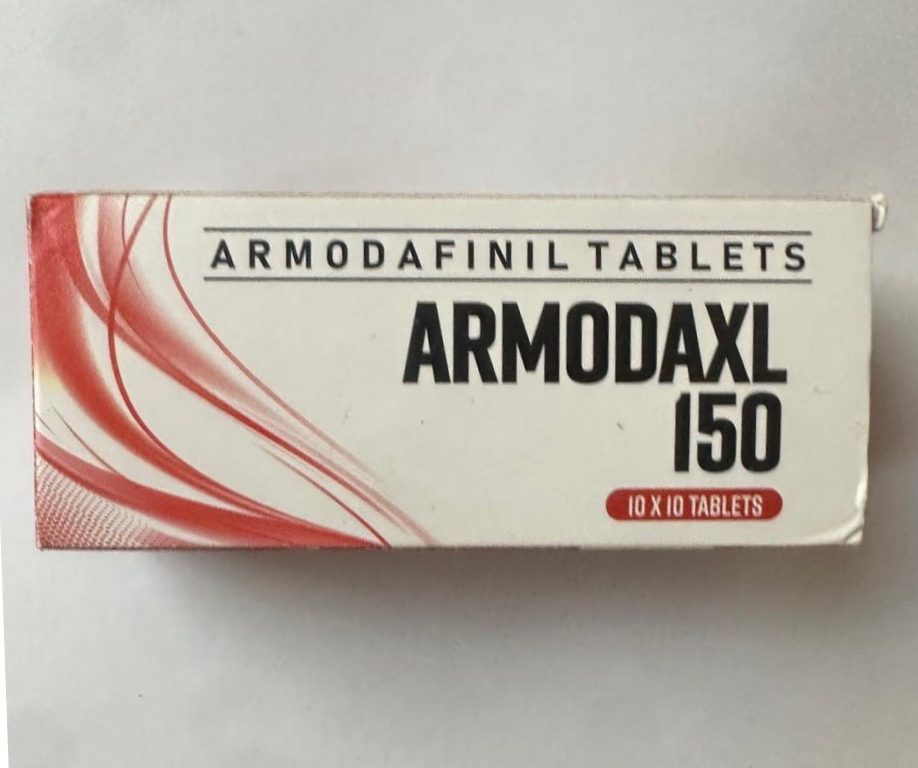 ARMODAFINIL TABLETS
ARMODAXL
150
10 X 10 TABLETS